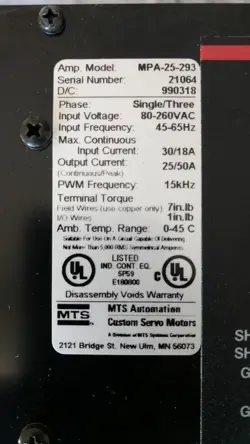 Amp. Model: MPA-25-293
Serial Number: 21064
D/C: 990318
Phase: Single/Three
Input Voltage: 80-260VAC
Input Frequency: 45-65Hz
Max. Continuous
Input Current: 30/18A
Output Current: 25/50A
(Continuous/Peak)
PWM Frequency: 15kHz
Terminal Torque
Field Wires (use copper only) 7in.lb
I/O Wires 1in.lb
Amb. Temp. Range: 0-45 C
Suitable For Use On A Circuit Capable Of Delivering
Not More Than 5,000 RMS Symmetrical Amperes
LISTED
IND. CONT. EQ.
5P59
E180800
UL
C UL
Disassembly Voids Warranty
MTS
MTS Automation
Custom Servo Motors
A Division of MTS Systems Corporation
2121 Bridge St. New Ulm, MN 56073
SH
SH
G
G